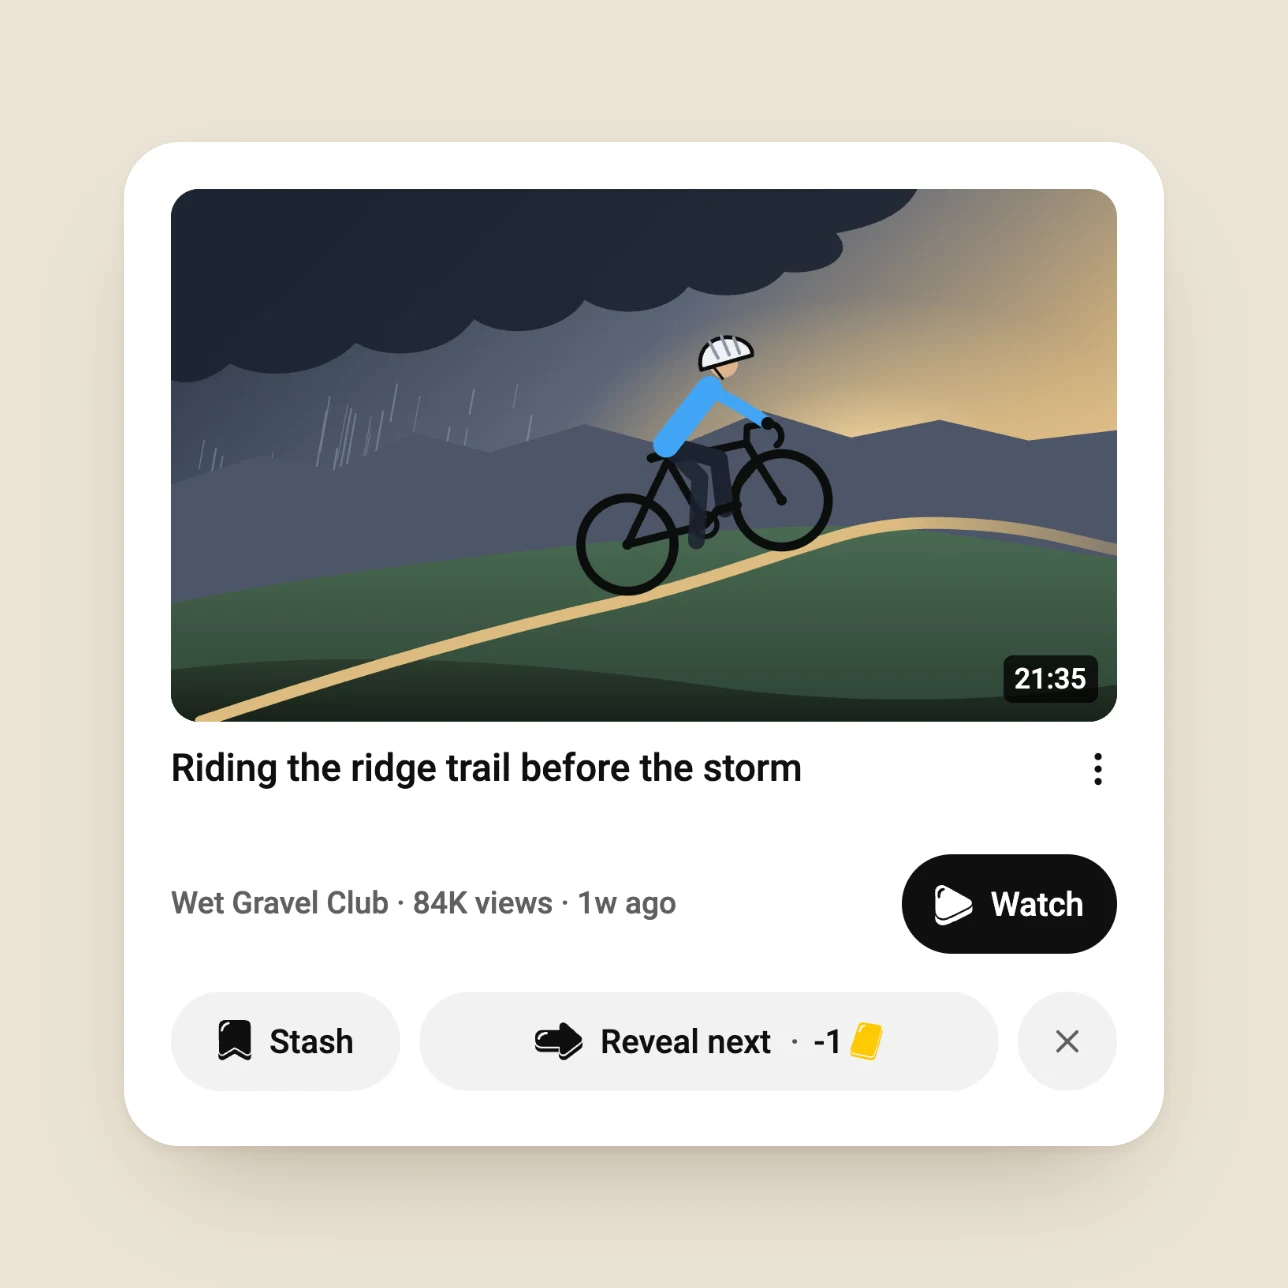 21:35
Riding the ridge trail before the storm
Wet Gravel Club · 84K views · 1w ago
Watch
Stash
Reveal next · -1